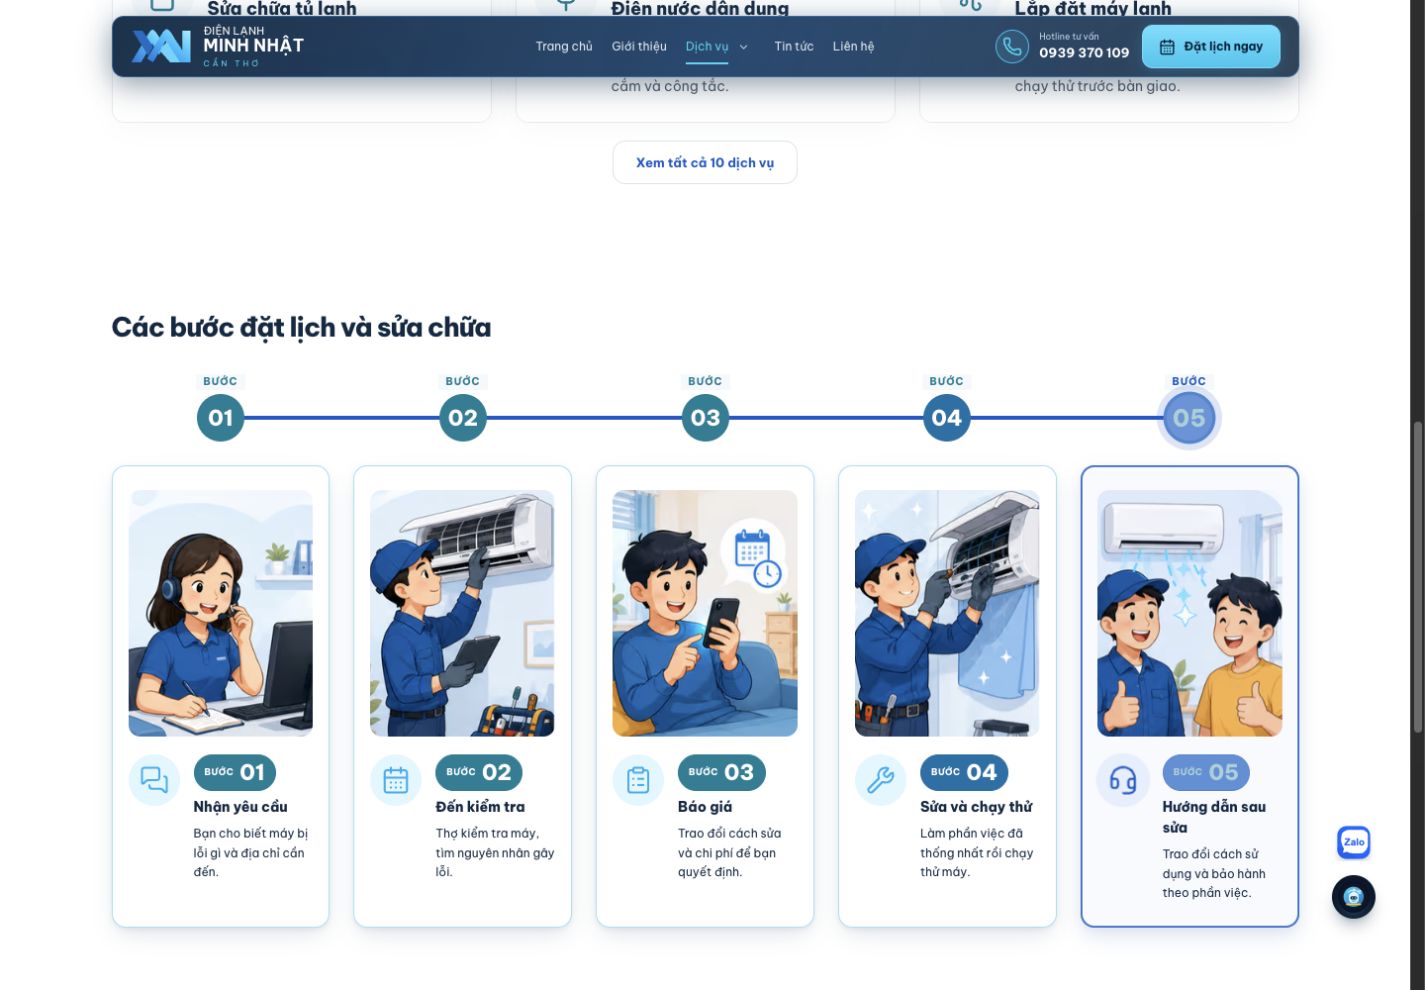 Sửa chữa tủ lạnh
Điện nước dân dụng
Lắp đặt máy lạnh
ĐIỆN LẠNH
MINH NHẬT
CẦN THƠ
Trang chủ
Giới thiệu
Dịch vụ
Tin tức
Liên hệ
Hotline tư vấn
0939 370 109
Đặt lịch ngay
cắm và công tắc.
chạy thử trước bàn giao.
Xem tất cả 10 dịch vụ
Các bước đặt lịch và sửa chữa
BƯỚC
01
BƯỚC
02
BƯỚC
03
BƯỚC
04
BƯỚC
05
BƯỚC 01
Nhận yêu cầu
Bạn cho biết máy bị
lỗi gì và địa chỉ cần
đến.
BƯỚC 02
Đến kiểm tra
Thợ kiểm tra máy,
tìm nguyên nhân gây
lỗi.
BƯỚC 03
Báo giá
Trao đổi cách sửa
và chi phí để bạn
quyết định.
BƯỚC 04
Sửa và chạy thử
Làm phần việc đã
thống nhất rồi chạy
thử máy.
BƯỚC 05
Hướng dẫn sau
sửa
Trao đổi cách sử
dụng và bảo hành
theo phần việc.
Zalo